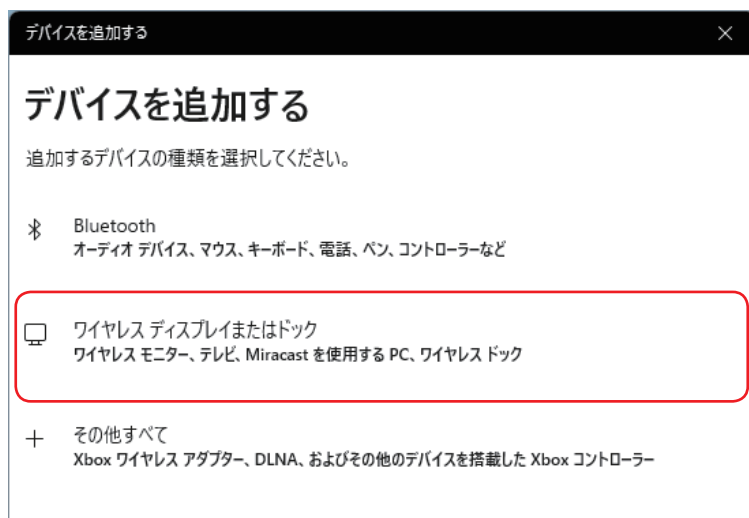 デバイスを追加する
デバイスを追加する
追加するデバイスの種類を選択してください。
Bluetooth
オーディオ デバイス、マウス、キーボード、電話、ペン、コントローラーなど
ワイヤレス ディスプレイまたはドック
ワイヤレス モニター、テレビ、Miracast を使用する PC、ワイヤレス ドック
その他すべて
Xbox ワイヤレス アダプター、DLNA、およびその他のデバイスを搭載した Xbox コントローラー